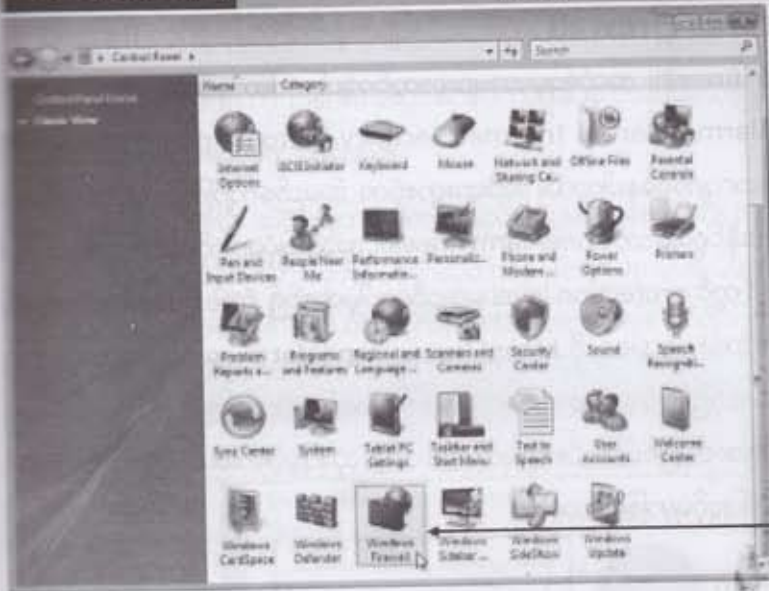 Control Panel
Search
Control Panel Home
Classic View
Name Category
Internet Options
iSCSI Initiator
Keyboard
Mouse
Network and Sharing Ce...
Offline Files
Parental Controls
Pen and Input Devices
People Near Me
Performance Informatio...
Personaliz...
Phone and Modem ...
Power Options
Printers
Problem Reports a...
Programs and Features
Regional and Language ...
Scanners and Cameras
Security Center
Sound
Speech Recogniti...
Sync Center
System
Tablet PC Settings
Taskbar and Start Menu
Text to Speech
User Accounts
Welcome Center
Windows CardSpace
Windows Defender
Windows Firewall
Windows Sidebar ...
Windows SideShow
Windows Update